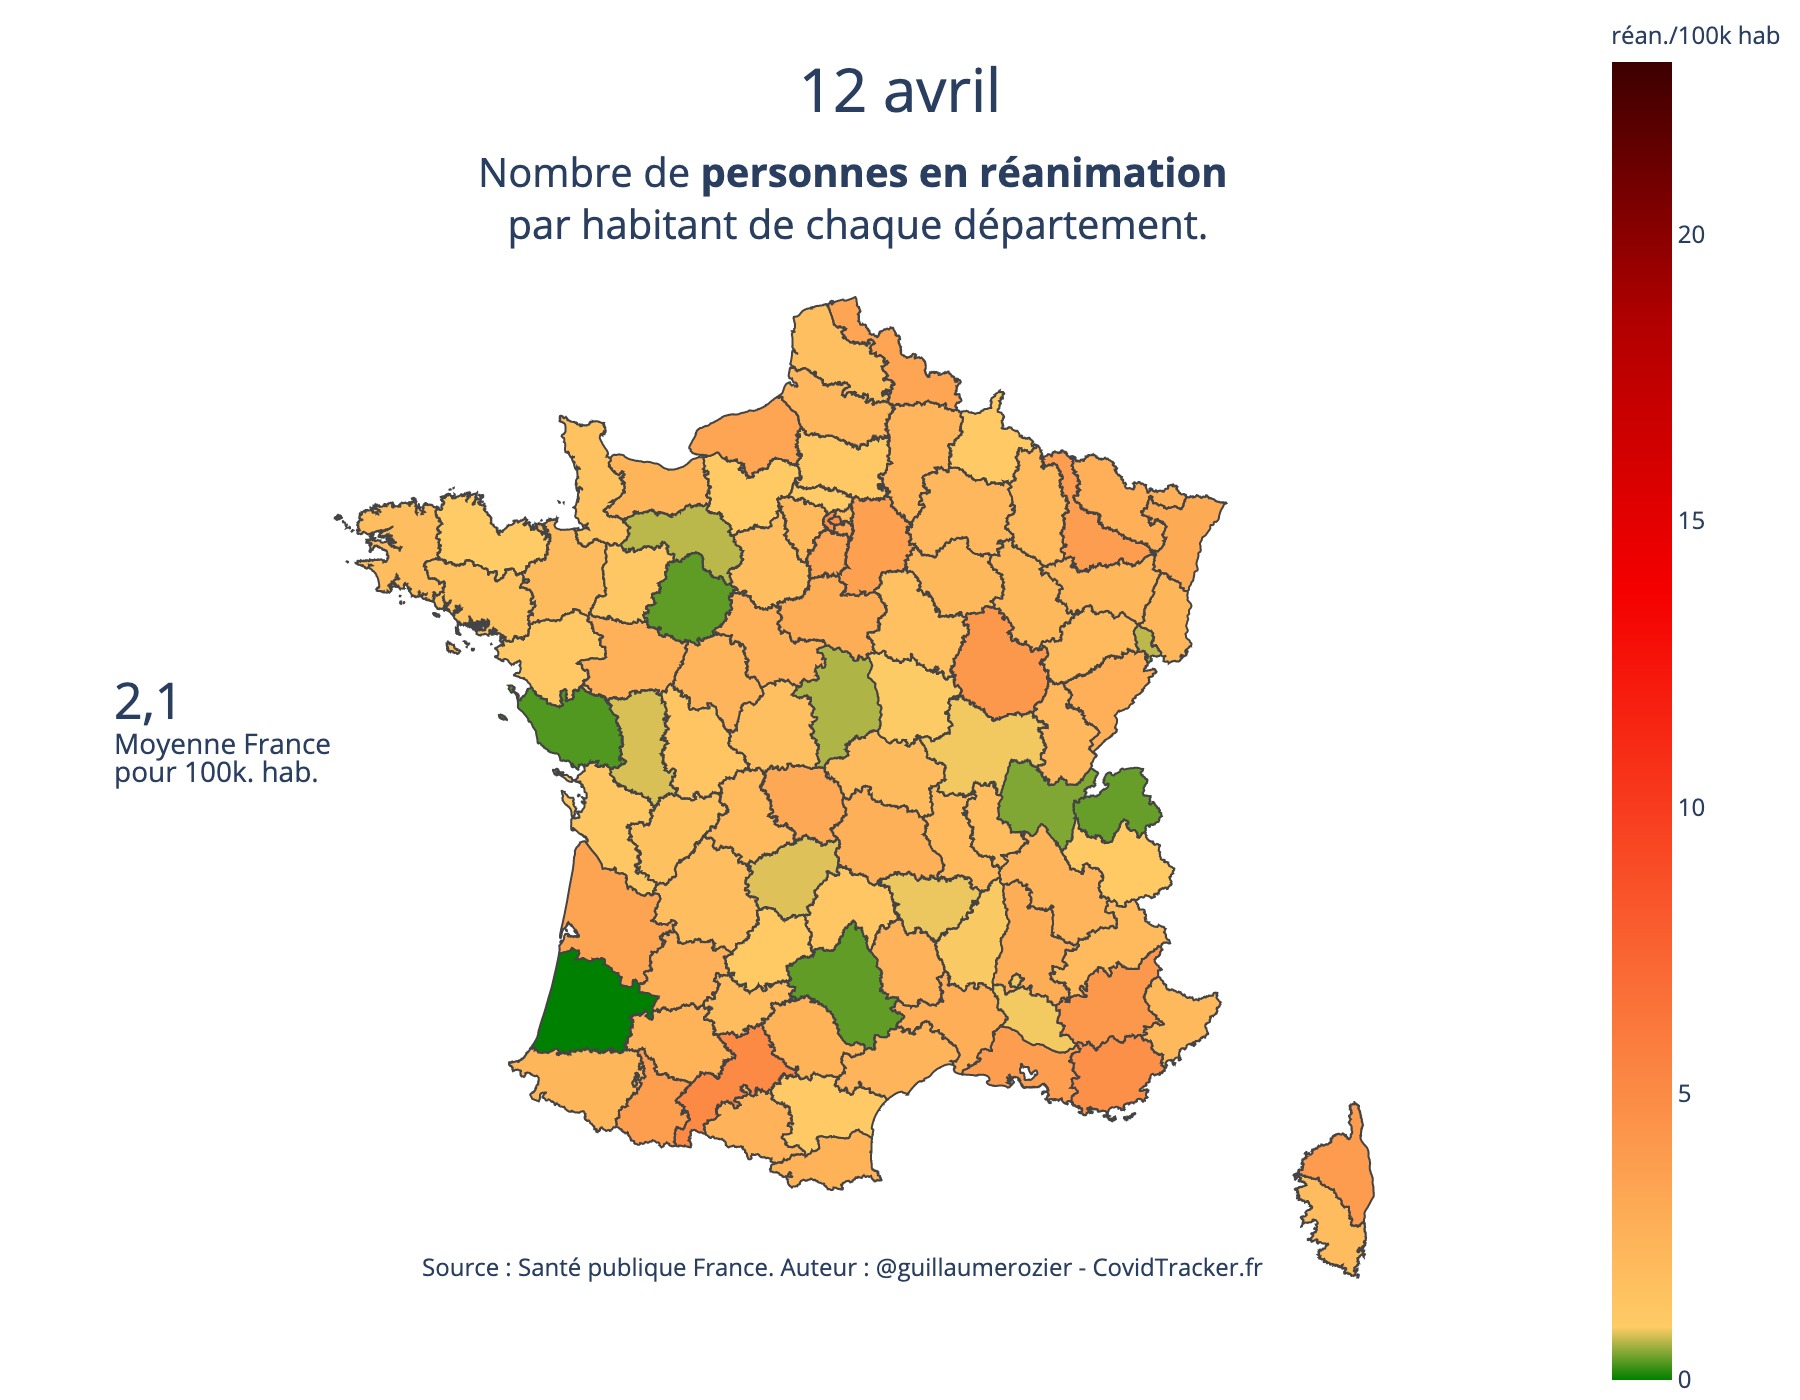 réan./100k hab
12 avril
Nombre de personnes en réanimation
par habitant de chaque département.
20
15
2,1
Moyenne France
pour 100k. hab.
10
5
Source : Santé publique France. Auteur : @guillaumerozier - CovidTracker.fr
0